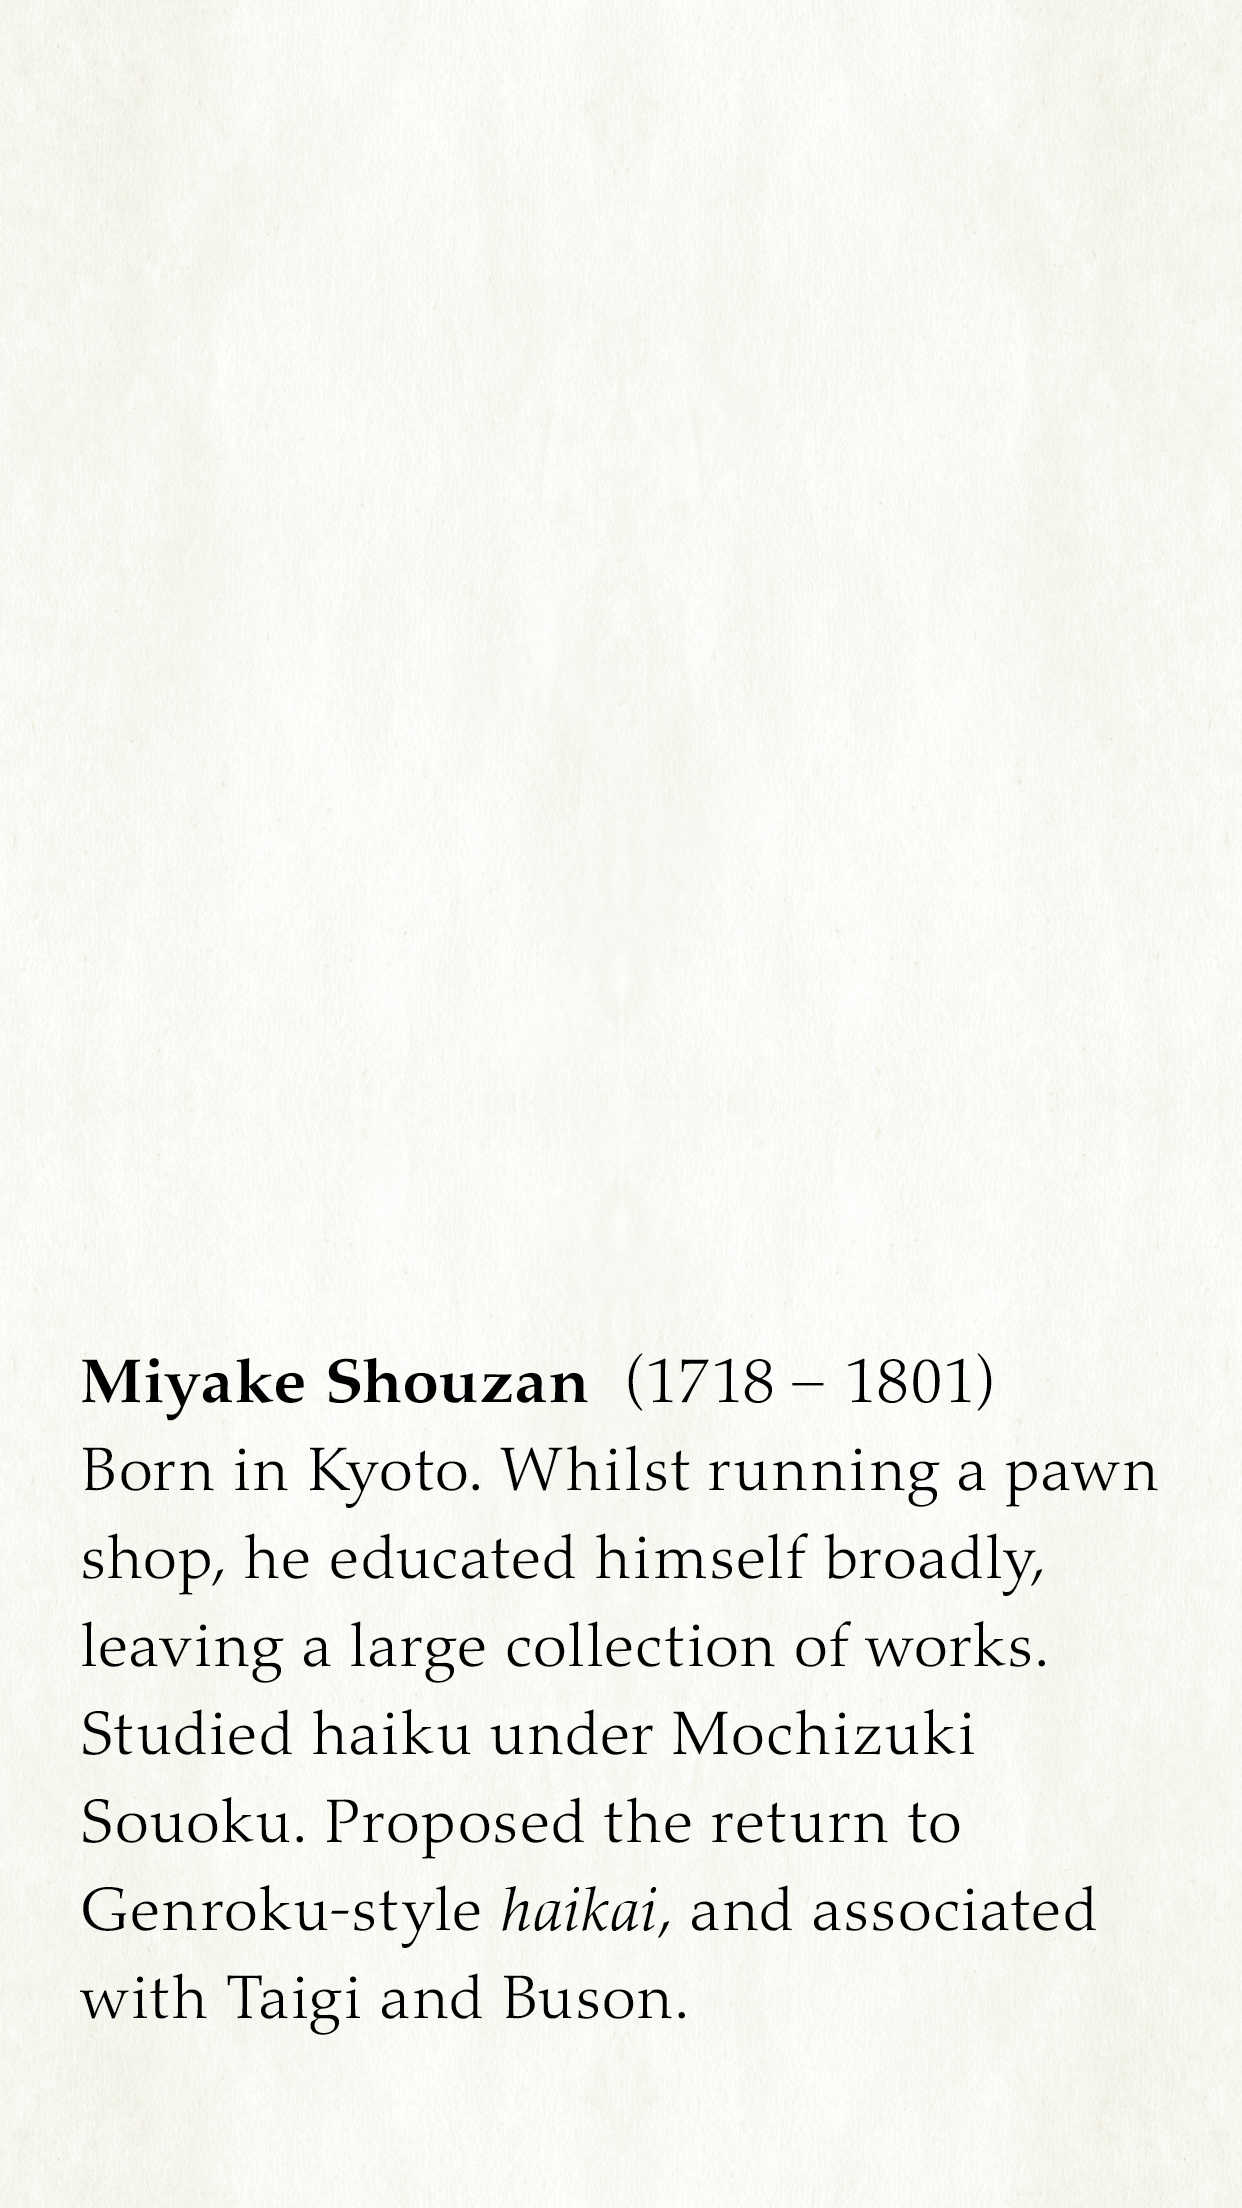 Miyake Shouzan (1718 – 1801)
Born in Kyoto. Whilst running a pawn
shop, he educated himself broadly,
leaving a large collection of works.
Studied haiku under Mochizuki
Souoku. Proposed the return to
Genroku-style haikai, and associated
with Taigi and Buson.